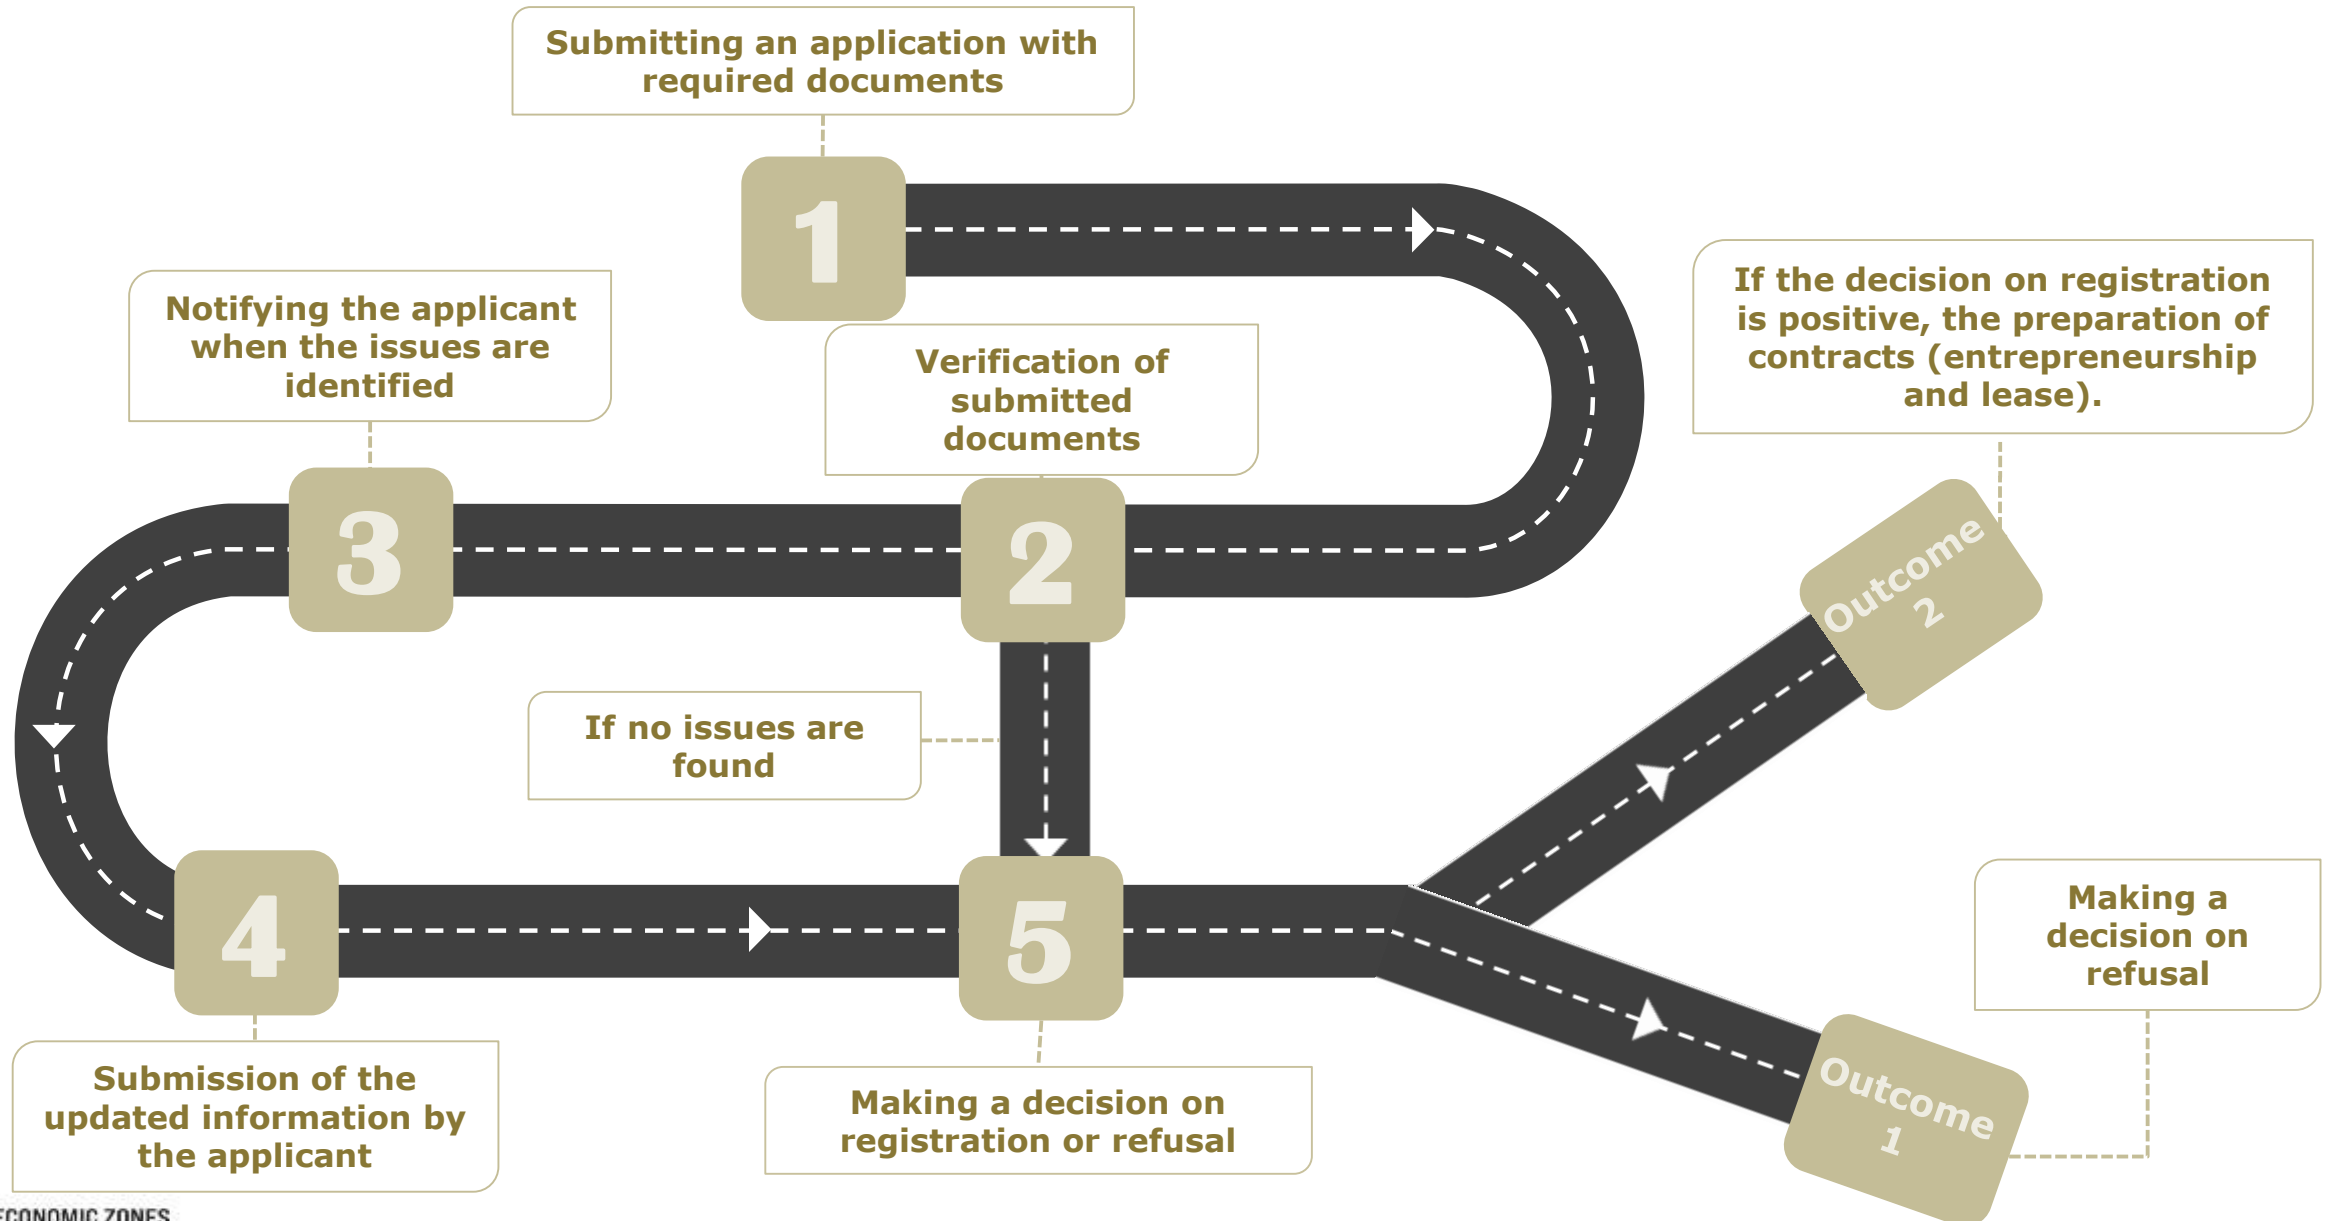 Submitting an application with
required documents
1
Notifying the applicant
when the issues are
identified
Verification of
submitted
documents
If the decision on registration
is positive, the preparation of
contracts (entrepreneurship
and lease).
3
2
Outcome
2
If no issues are
found
4
5
Making a
decision on
refusal
Outcome
1
Submission of the
updated information by
the applicant
Making a decision on
registration or refusal
ECONOMIC ZONES